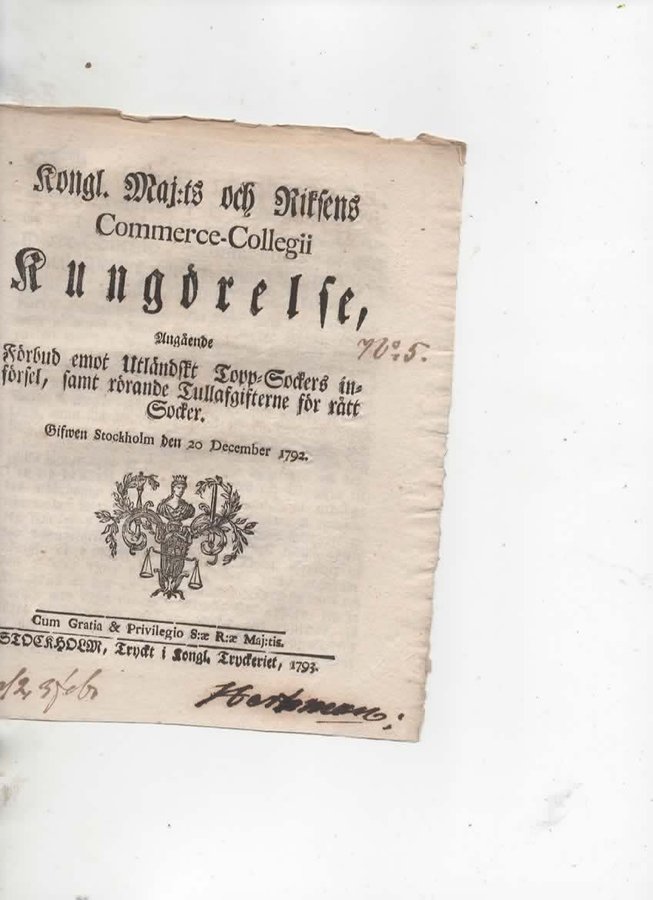 Kongl. Maj:ts och Riksens
Commerce-Collegii
Kungörelse,
Angående
Förbud emot Utländskt Topp-Sockers in-
försel, samt rörande Tullafgifterne för rått
Socker.
Gifwen Stockholm den 20 December 1792.
No. 5.
Cum Gratia & Privilegio S:æ R:æ Maj:tis.
STOCKHOLM, Tryckt i Kongl. Tryckeriet, 1793.